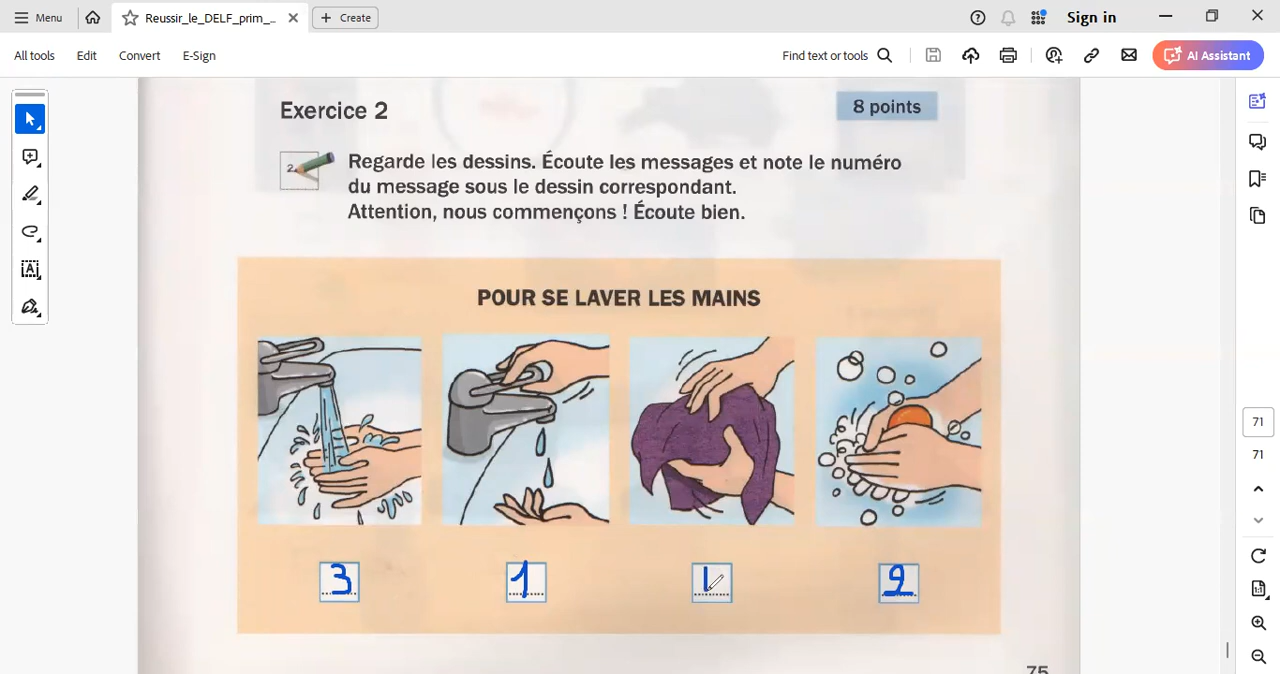 Menu
Reussir_le_DELF_prim_...
Create
Sign in
All tools
Edit
Convert
E-Sign
Find text or tools
AI Assistant
Exercice 2
8 points
2
Regarde les dessins. Écoute les messages et note le numéro
du message sous le dessin correspondant.
Attention, nous commençons ! Écoute bien.
POUR SE LAVER LES MAINS
3
1
2
71
71
75